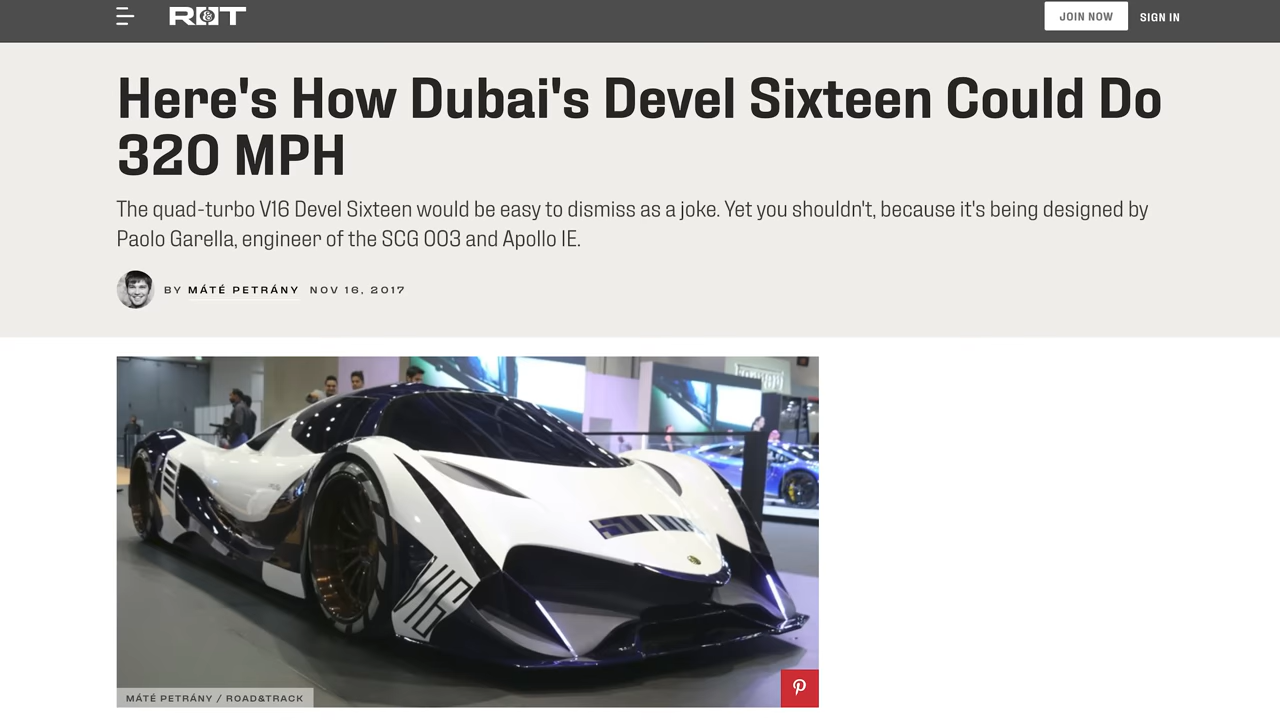 R&T
JOIN NOW
SIGN IN
Here's How Dubai's Devel Sixteen Could Do
320 MPH
The quad-turbo V16 Devel Sixteen would be easy to dismiss as a joke. Yet you shouldn't, because it's being designed by
Paolo Garella, engineer of the SCG 003 and Apollo IE.
BY MÁTÉ PETRÁNY NOV 16, 2017
Ferrari
V16
MÁTÉ PETRÁNY / ROAD&TRACK